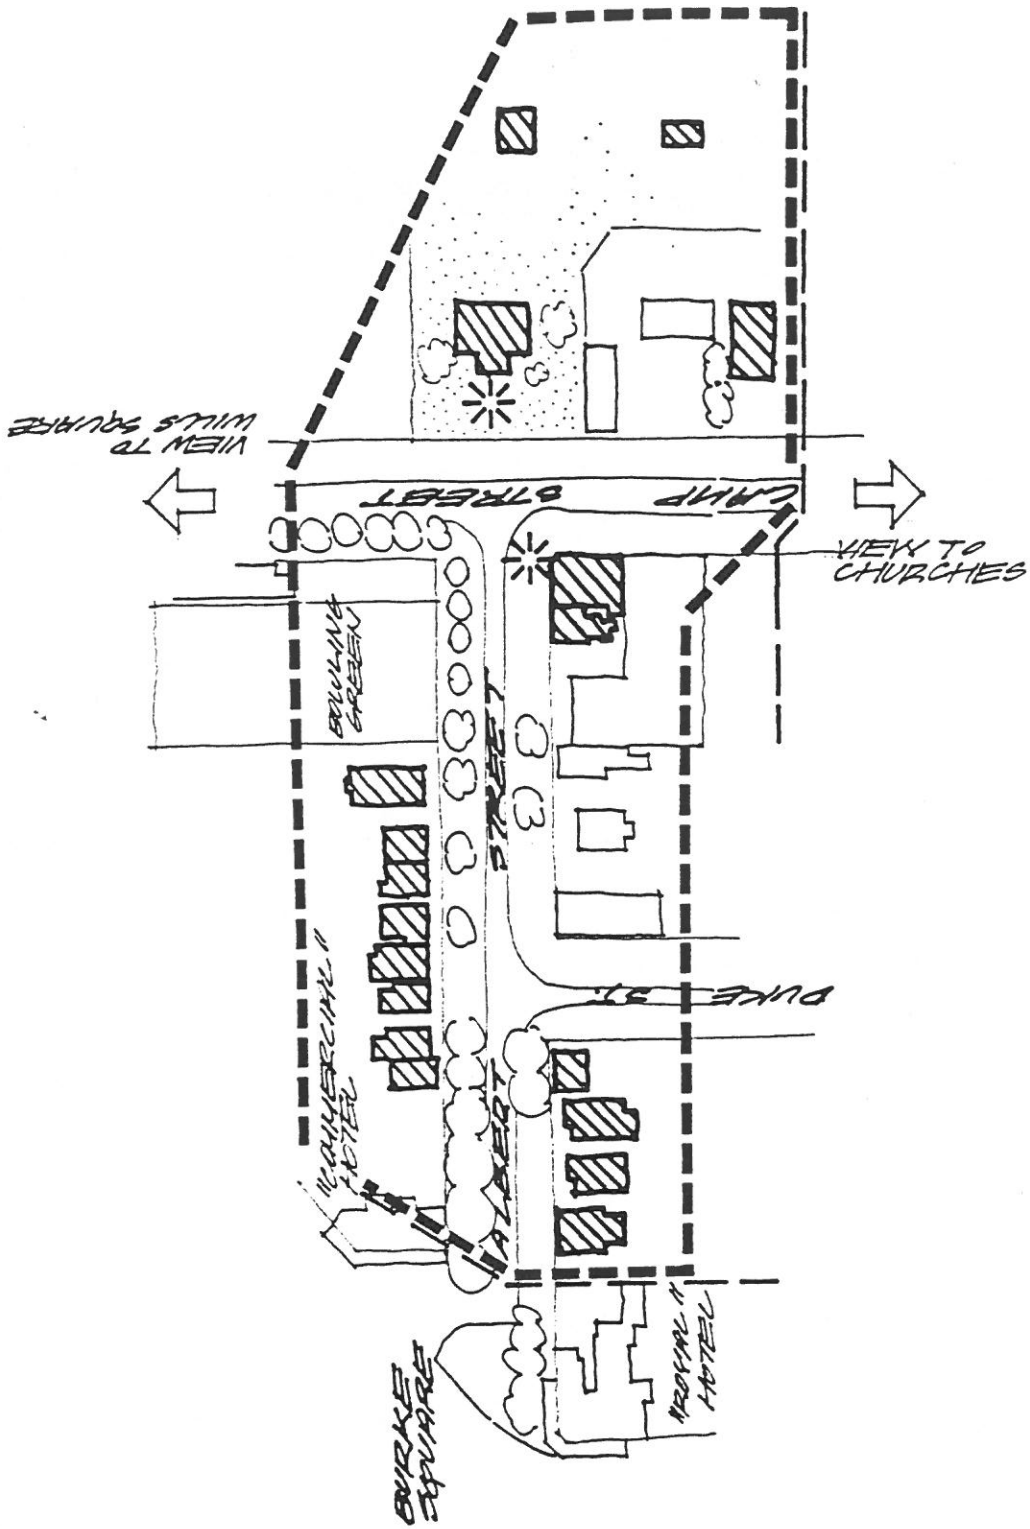 VIEW TO
WILLS SQUARE
CAMP STREET
VIEW TO
CHURCHES
BOWLING
GREEN
ALBERT STREET
DUKE ST.
"COMMERCIAL"
HOTEL
"ROYAL"
HOTEL
BURKE
SQUARE